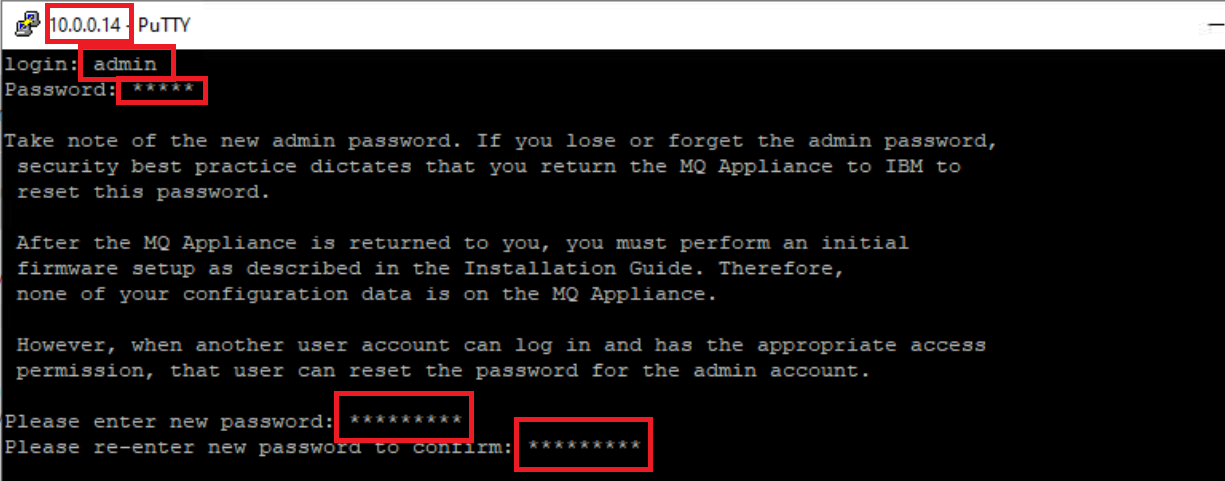 10.0.0.14 - PuTTY
login: admin
Password: *****
Take note of the new admin password. If you lose or forget the admin password,
security best practice dictates that you return the MQ Appliance to IBM to
reset this password.
After the MQ Appliance is returned to you, you must perform an initial
firmware setup as described in the Installation Guide. Therefore,
none of your configuration data is on the MQ Appliance.
However, when another user account can log in and has the appropriate access
permission, that user can reset the password for the admin account.
Please enter new password: *********
Please re-enter new password to confirm: *********